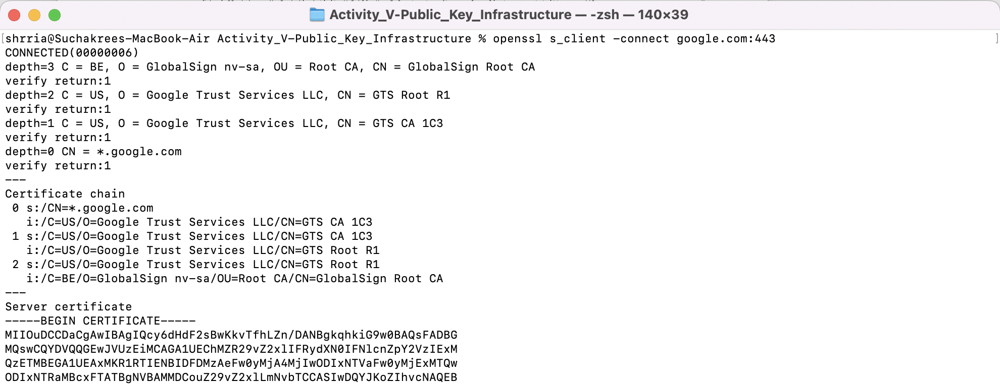 Activity_V-Public_Key_Infrastructure — -zsh — 140×39
[shrria@Suchakrees-MacBook-Air Activity_V-Public_Key_Infrastructure % openssl s_client -connect google.com:443 ]
CONNECTED(00000006)
depth=3 C = BE, O = GlobalSign nv-sa, OU = Root CA, CN = GlobalSign Root CA
verify return:1
depth=2 C = US, O = Google Trust Services LLC, CN = GTS Root R1
verify return:1
depth=1 C = US, O = Google Trust Services LLC, CN = GTS CA 1C3
verify return:1
depth=0 CN = *.google.com
verify return:1
---
Certificate chain
 0 s:/CN=*.google.com
   i:/C=US/O=Google Trust Services LLC/CN=GTS CA 1C3
 1 s:/C=US/O=Google Trust Services LLC/CN=GTS CA 1C3
   i:/C=US/O=Google Trust Services LLC/CN=GTS Root R1
 2 s:/C=US/O=Google Trust Services LLC/CN=GTS Root R1
   i:/C=BE/O=GlobalSign nv-sa/OU=Root CA/CN=GlobalSign Root CA
---
Server certificate
-----BEGIN CERTIFICATE-----
MIIOuDCCDaCgAwIBAgIQcy6dHdF2sBwKkvTfhLZn/DANBgkqhkiG9w0BAQsFADBG
MQswCQYDVQQGEwJVUzEiMCAGA1UEChMZR29vZ2xlIFRydXN0IFNlcnZpY2VzIExM
QzETMBEGA1UEAxMKR1RTIENBIDFDMzAeFw0yMjA4MjIwODIxNTVaFw0yMjExMTQw
ODIxNTRaMBcxFTATBgNVBAMMDCouZ29vZ2xlLmNvbTCCASIwDQYJKoZIhvcNAQEB